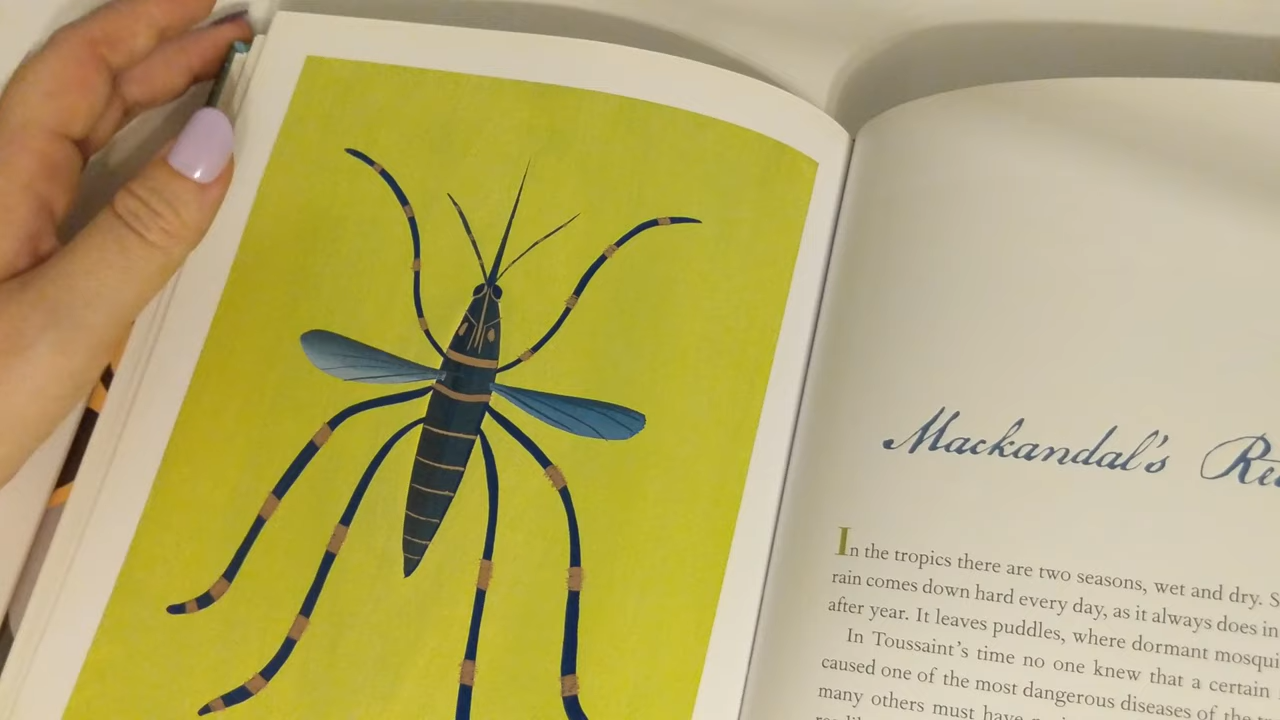 Mackandal's
In the tropics there are two seasons, wet and dry.
rain comes down hard every day, as it always does in
after year. It leaves puddles, where dormant
In Toussaint's time no one knew that a certain
caused one of the most dangerous diseases of the
many others must have